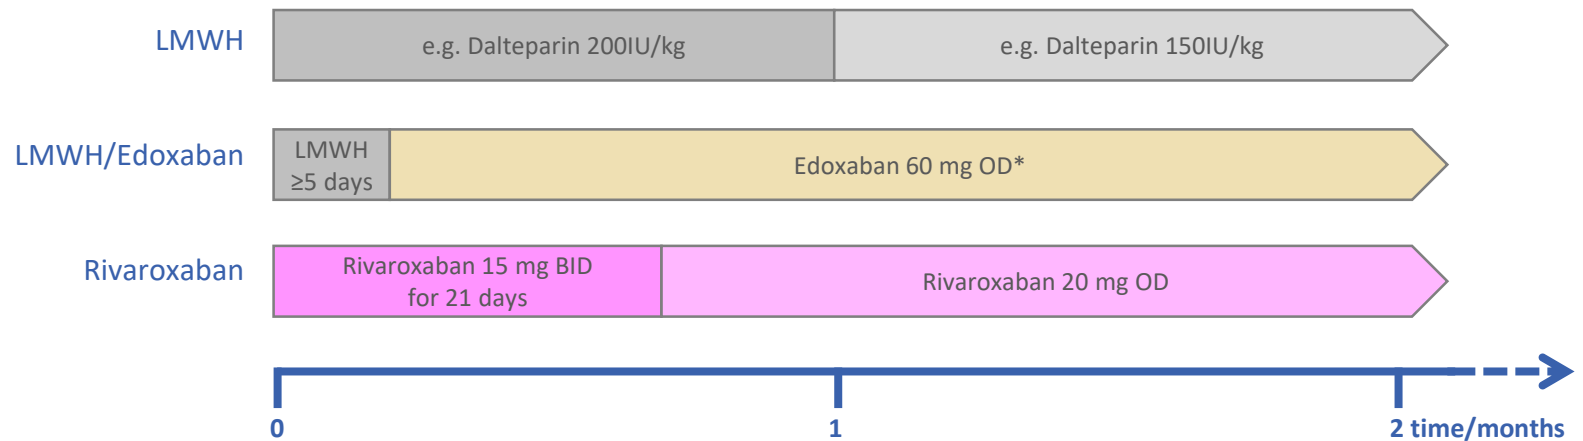 LMWH
e.g. Dalteparin 200IU/kg
e.g. Dalteparin 150IU/kg
LMWH/Edoxaban
LMWH
≥5 days
Edoxaban 60 mg OD*
Rivaroxaban
Rivaroxaban 15 mg BID
for 21 days
Rivaroxaban 20 mg OD
0
1
2 time/months